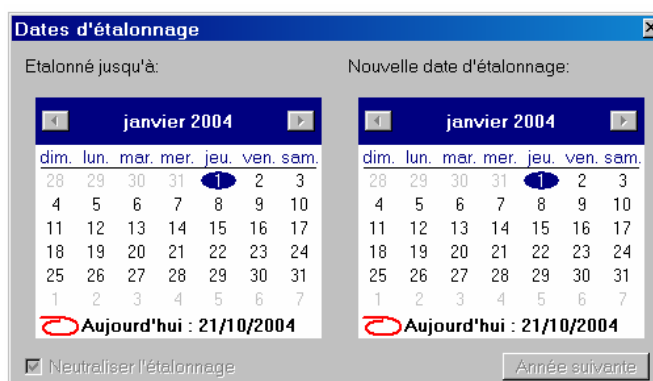 Dates d'étalonnage
Etalonné jusqu'à: Nouvelle date d'étalonnage:
janvier 2004 janvier 2004
dim. lun. mar. mer. jeu. ven. sam. dim. lun. mar. mer. jeu. ven. sam.
28 29 30 31 1 2 3 28 29 30 31 1 2 3
4 5 6 7 8 9 10 4 5 6 7 8 9 10
11 12 13 14 15 16 17 11 12 13 14 15 16 17
18 19 20 21 22 23 24 18 19 20 21 22 23 24
25 26 27 28 29 30 31 25 26 27 28 29 30 31
1 2 3 4 5 6 7 1 2 3 4 5 6 7
Aujourd'hui : 21/10/2004 Aujourd'hui : 21/10/2004
Neutraliser l'étalonnage Année suivante